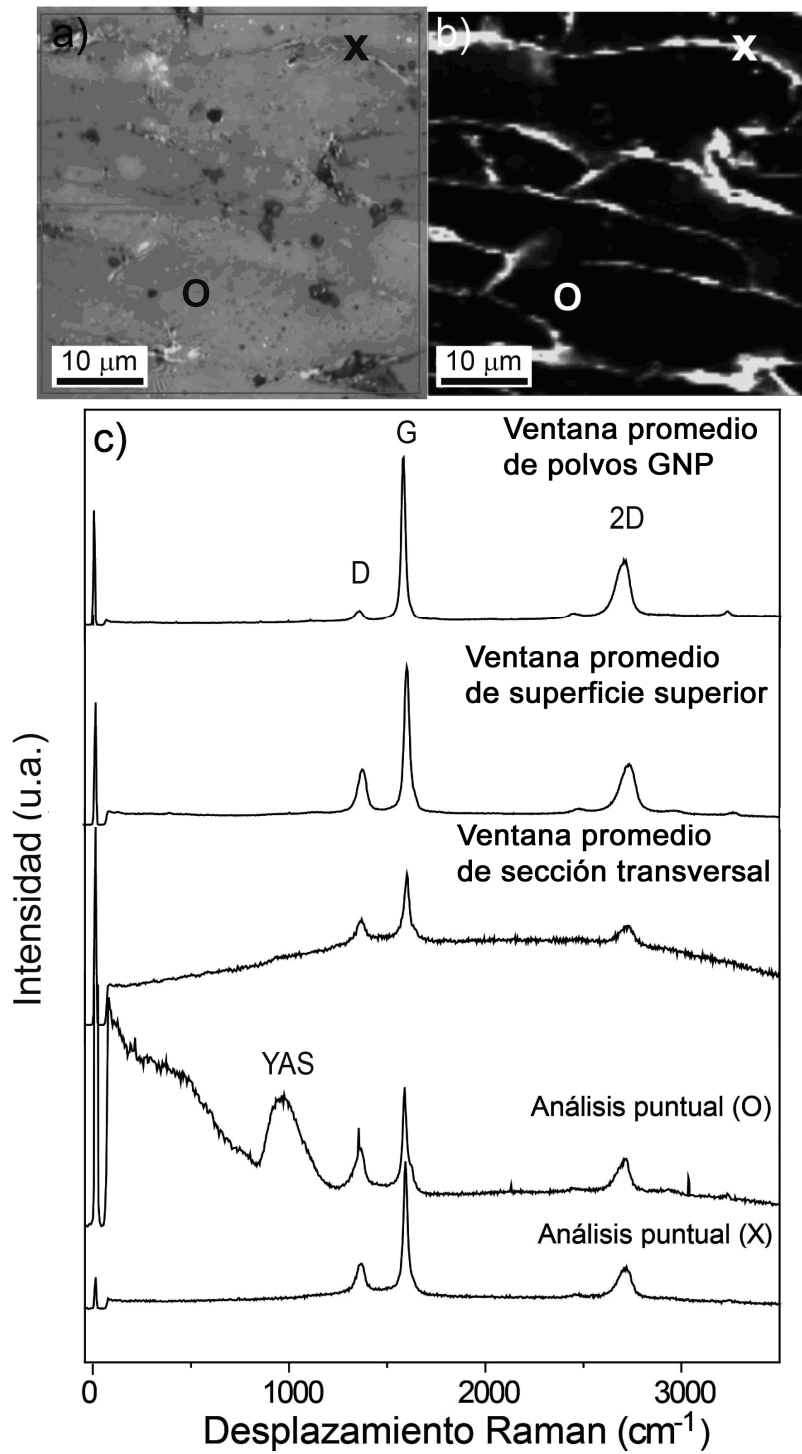 a)
X
O
10 μm
b)
X
O
10 μm
c)
G
Ventana promedio
de polvos GNP
2D
D
Ventana promedio
de superficie superior
Ventana promedio
de sección transversal
YAS
Análisis puntual (O)
Análisis puntual (X)
Intensidad (u.a.)
0 1000 2000 3000
Desplazamiento Raman (cm⁻¹)